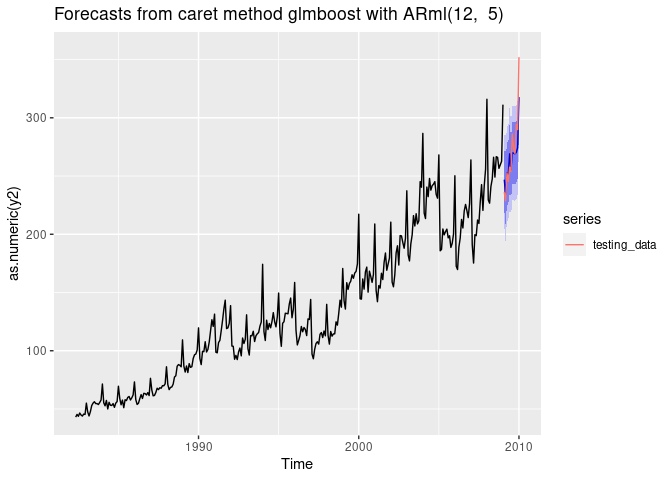 Forecasts from caret method glmboost with ARml(12,  5)
as.numeric(y2)
300
200
100
1990
2000
2010
Time
series
testing_data